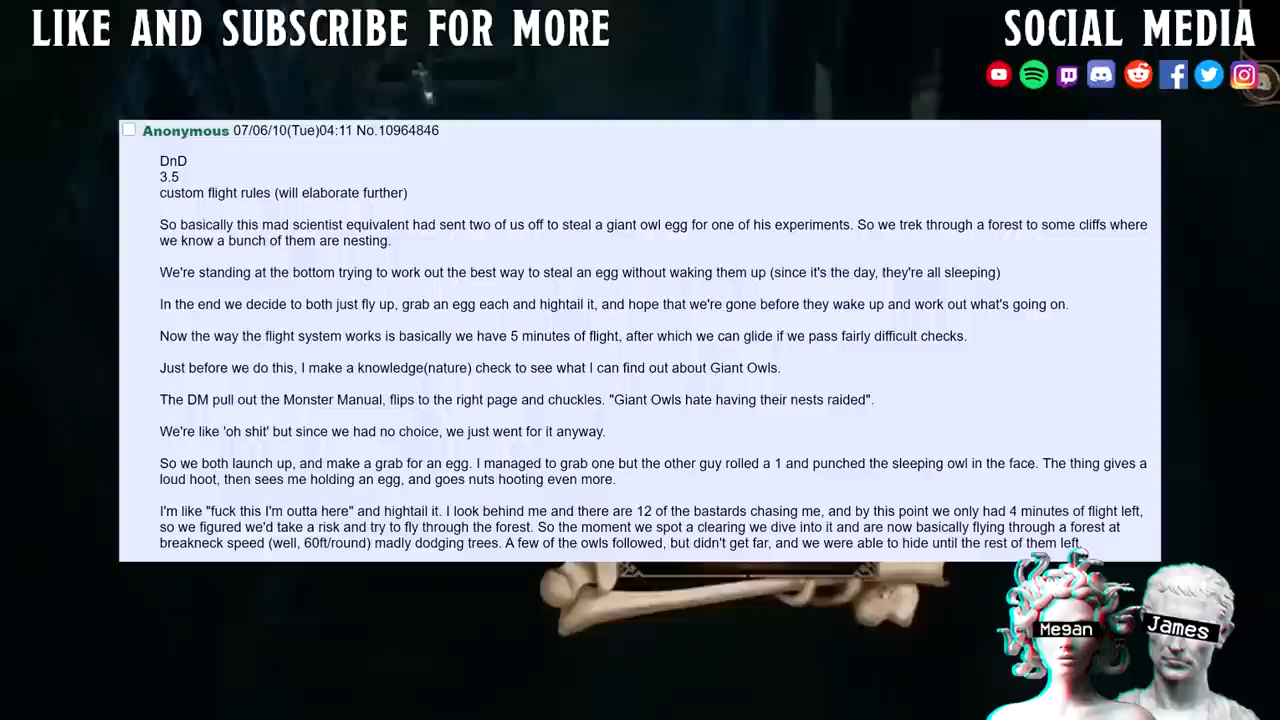 LIKE AND SUBSCRIBE FOR MORE
SOCIAL MEDIA
Anonymous 07/06/10(Tue)04:11 No.10964846
DnD
3.5
custom flight rules (will elaborate further)
So basically this mad scientist equivalent had sent two of us off to steal a giant owl egg for one of his experiments. So we trek through a forest to some cliffs where
we know a bunch of them are nesting.
We're standing at the bottom trying to work out the best way to steal an egg without waking them up (since it's the day, they're all sleeping)
In the end we decide to both just fly up, grab an egg each and hightail it, and hope that we're gone before they wake up and work out what's going on.
Now the way the flight system works is basically we have 5 minutes of flight, after which we can glide if we pass fairly difficult checks.
Just before we do this, I make a knowledge(nature) check to see what I can find out about Giant Owls.
The DM pull out the Monster Manual, flips to the right page and chuckles. "Giant Owls hate having their nests raided".
We're like 'oh shit' but since we had no choice, we just went for it anyway.
So we both launch up, and make a grab for an egg. I managed to grab one but the other guy rolled a 1 and punched the sleeping owl in the face. The thing gives a
loud hoot, then sees me holding an egg, and goes nuts hooting even more.
I'm like "fuck this I'm outta here" and hightail it. I look behind me and there are 12 of the bastards chasing me, and by this point we only had 4 minutes of flight left,
so we figured we'd take a risk and try to fly through the forest. So the moment we spot a clearing we dive into it and are now basically flying through a forest at
breakneck speed (well, 60ft/round) madly dodging trees. A few of the owls followed, but didn't get far, and we were able to hide until the rest of them left.
Megan
James